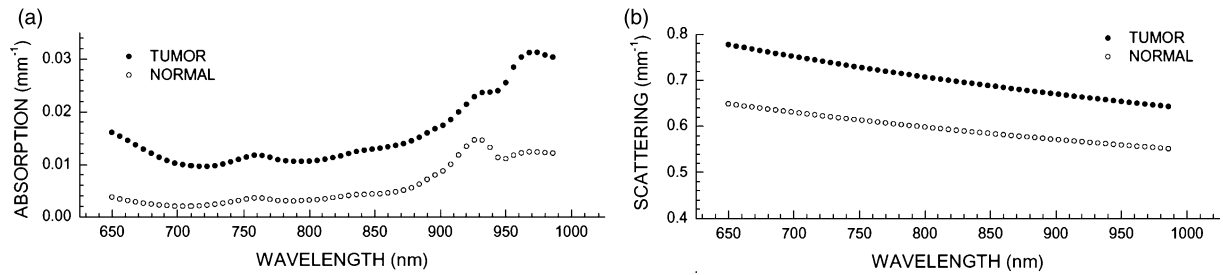 (a)
TUMOR
NORMAL
0.03
0.02
0.01
0.00
ABSORPTION (mm⁻¹)
650 700 750 800 850 900 950 1000
WAVELENGTH (nm)
(b)
TUMOR
NORMAL
0.8
0.7
0.6
0.5
0.4
SCATTERING (mm⁻¹)
650 700 750 800 850 900 950 1000
WAVELENGTH (nm)